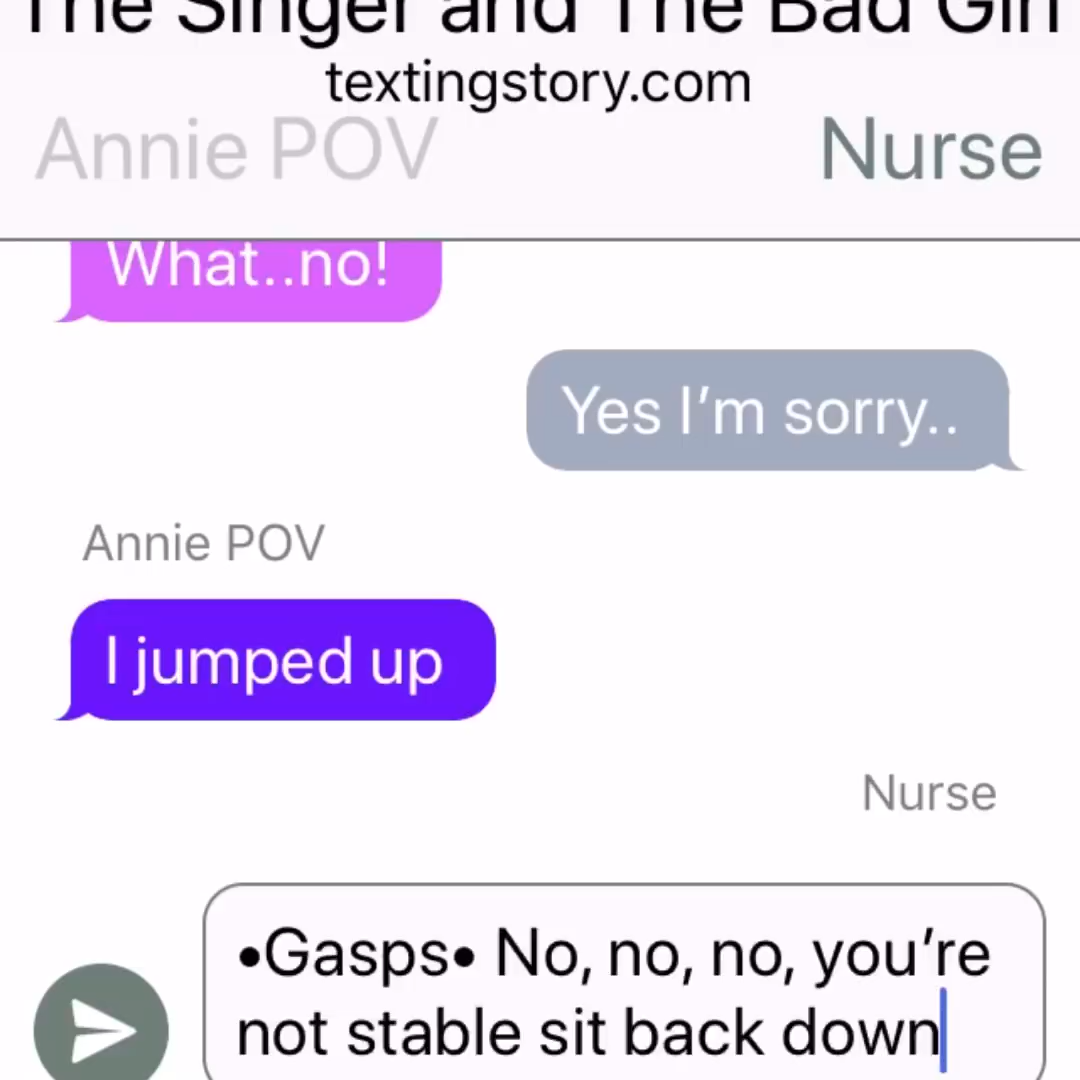 The Singer and The Bad Girl
textingstory.com
Annie POV Nurse
What..no!
Yes I’m sorry..
Annie POV
I jumped up
Nurse
•Gasps• No, no, no, you’re
not stable sit back down